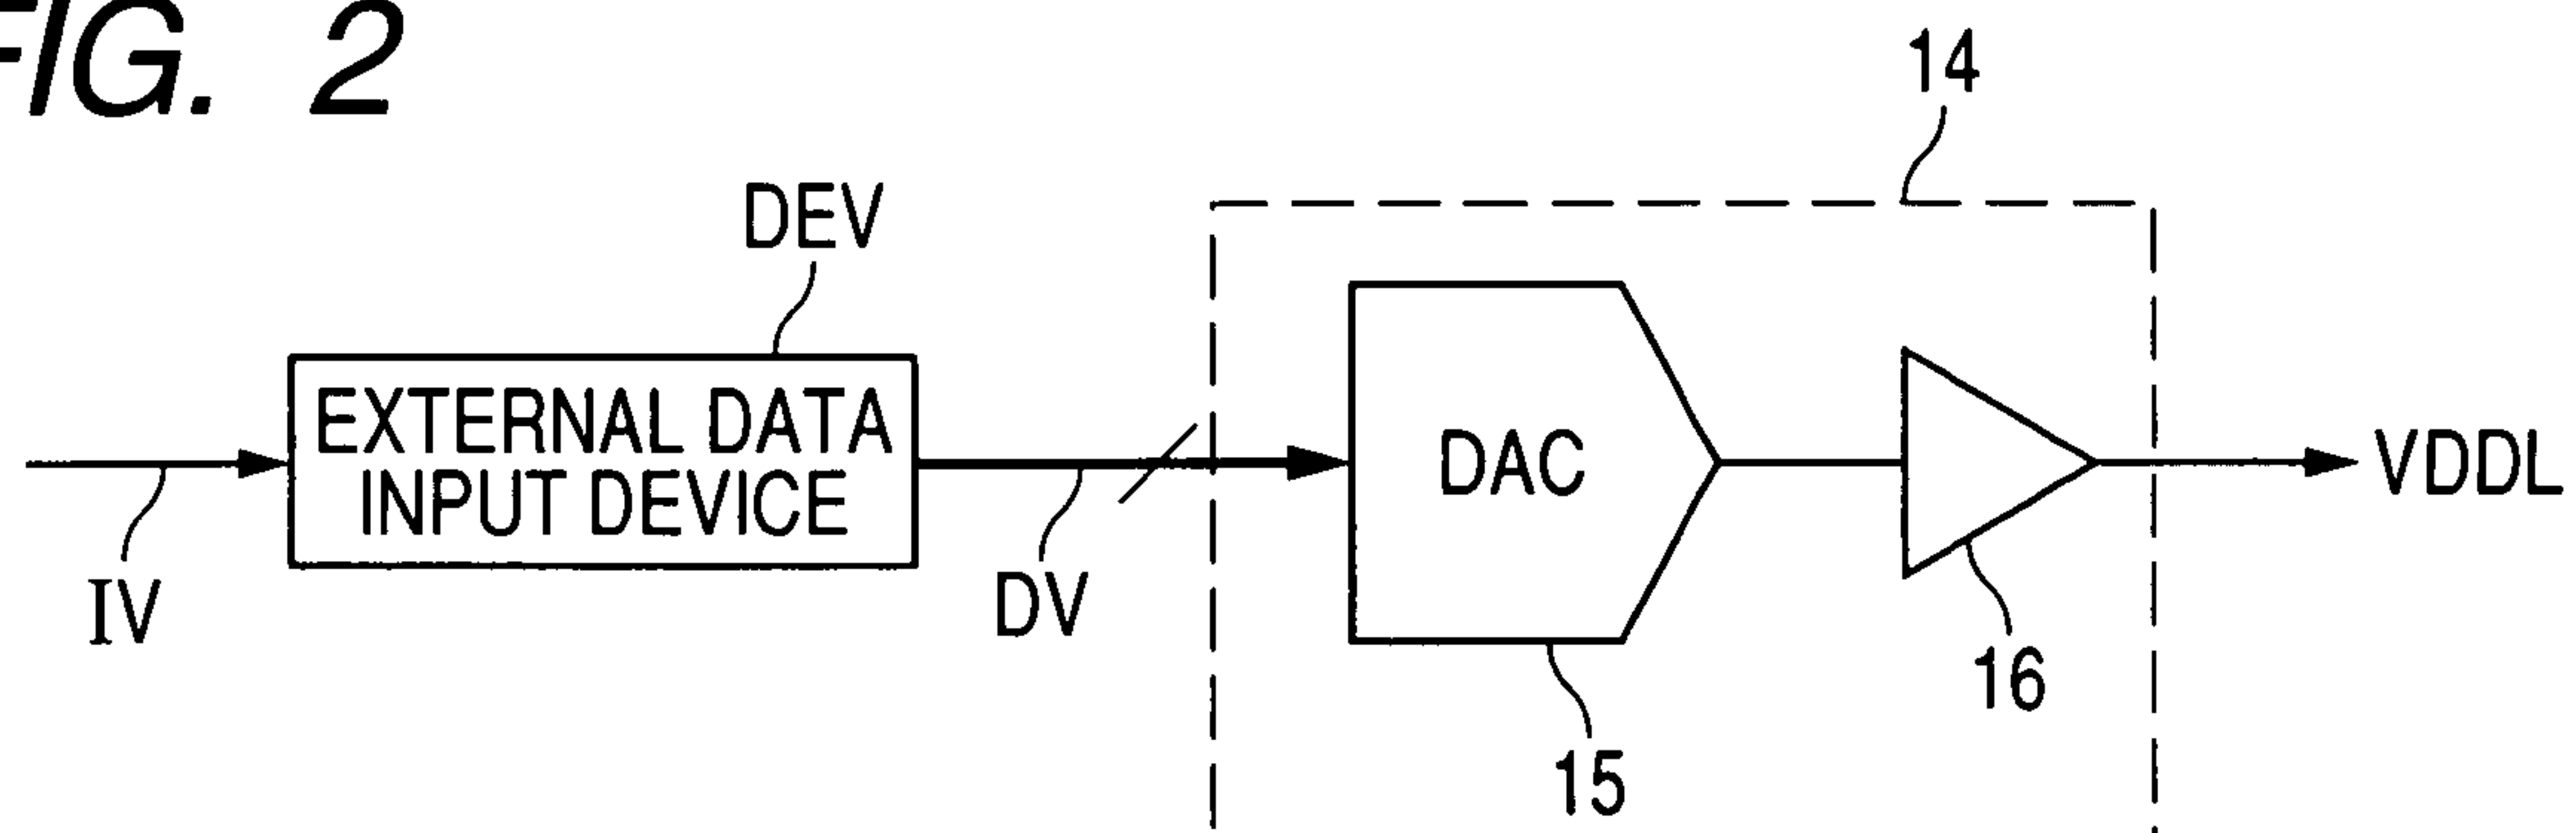 FIG. 2
14
DEV
EXTERNAL DATA
INPUT DEVICE
DAC
VDDL
IV
DV
16
15